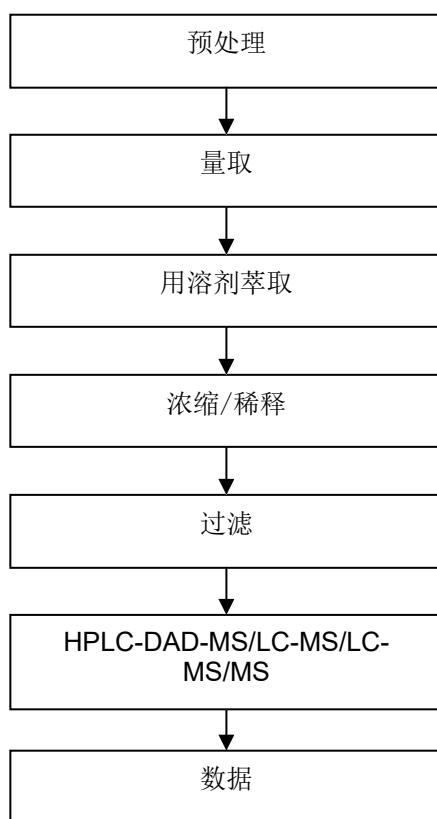 预处理
量取
用溶剂萃取
浓缩/稀释
过滤
HPLC-DAD-MS/LC-MS/LC-
MS/MS
数据